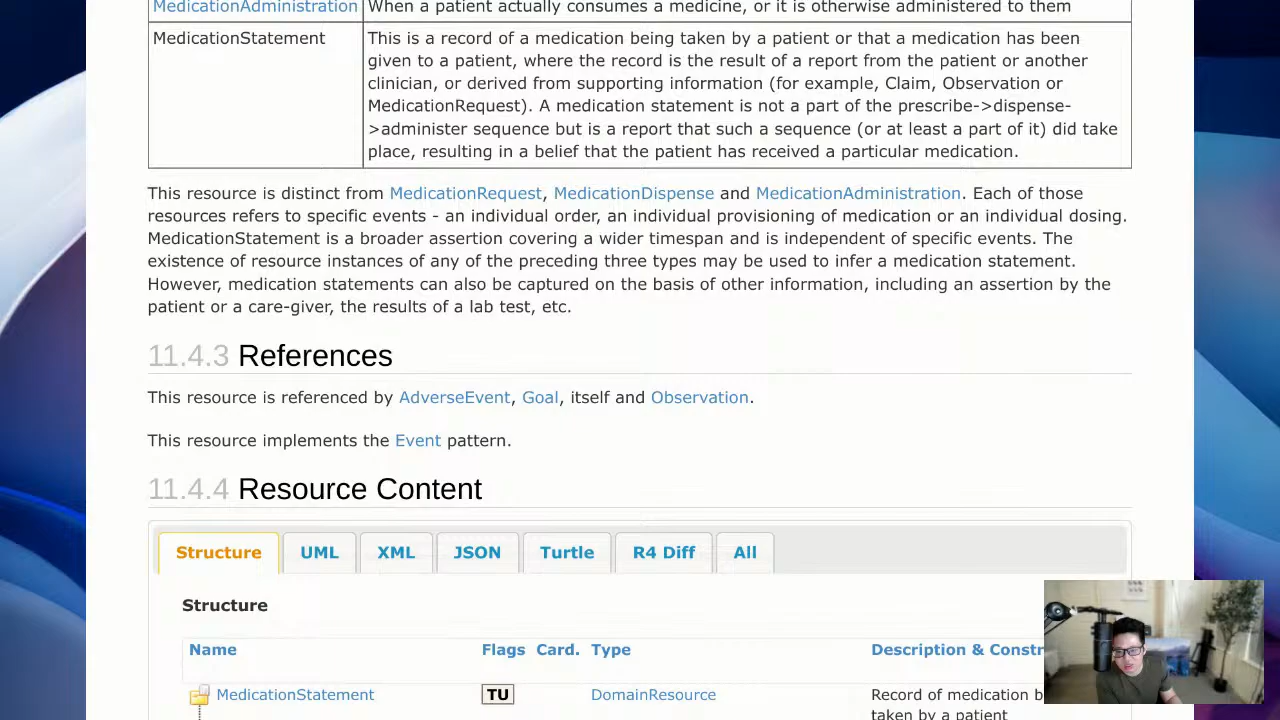 MedicationAdministration When a patient actually consumes a medicine, or it is otherwise administered to them
MedicationStatement This is a record of a medication being taken by a patient or that a medication has been
given to a patient, where the record is the result of a report from the patient or another
clinician, or derived from supporting information (for example, Claim, Observation or
MedicationRequest). A medication statement is not a part of the prescribe->dispense-
>administer sequence but is a report that such a sequence (or at least a part of it) did take
place, resulting in a belief that the patient has received a particular medication.
This resource is distinct from MedicationRequest, MedicationDispense and MedicationAdministration. Each of those
resources refers to specific events - an individual order, an individual provisioning of medication or an individual dosing.
MedicationStatement is a broader assertion covering a wider timespan and is independent of specific events. The
existence of resource instances of any of the preceding three types may be used to infer a medication statement.
However, medication statements can also be captured on the basis of other information, including an assertion by the
patient or a care-giver, the results of a lab test, etc.
11.4.3 References
This resource is referenced by AdverseEvent, Goal, itself and Observation.
This resource implements the Event pattern.
11.4.4 Resource Content
Structure UML XML JSON Turtle R4 Diff All
Structure
Name Flags Card. Type Description & Constr
MedicationStatement TU DomainResource Record of medication b
taken by a patient